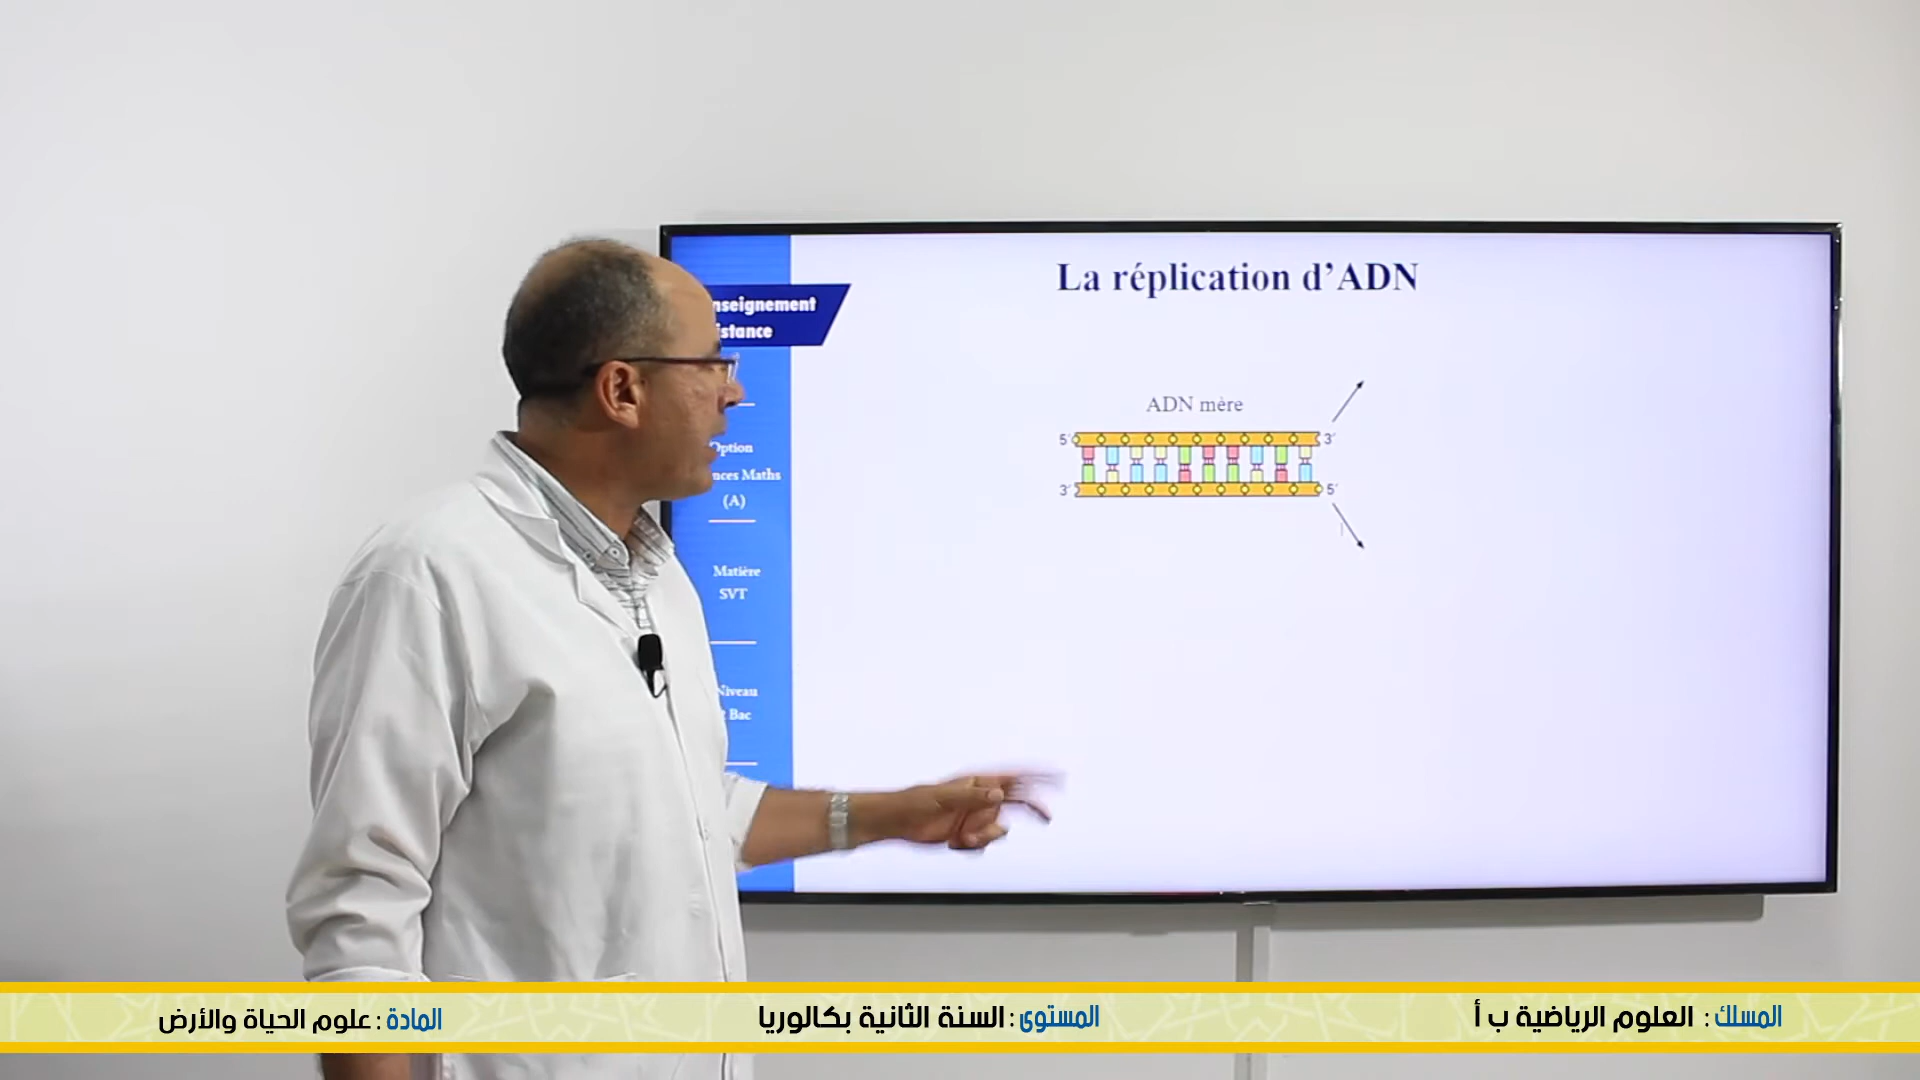 La réplication d'ADN
nseignement
istance
Option
nces Maths
(A)
Matière
SVT
Niveau
Bac
ADN mère
5′ 3′
3′ 5′
المسلك : العلوم الرياضية ب أ
المستوى : السنة الثانية بكالوريا
المادة : علوم الحياة والأرض